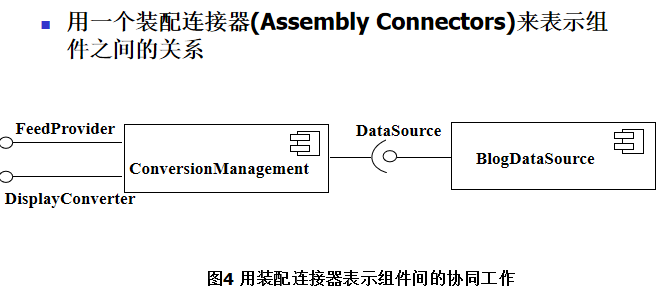 用一个装配连接器(Assembly Connectors)来表示组
件之间的关系
FeedProvider
DataSource
ConversionManagement
BlogDataSource
DisplayConverter
图4 用装配连接器表示组件间的协同工作